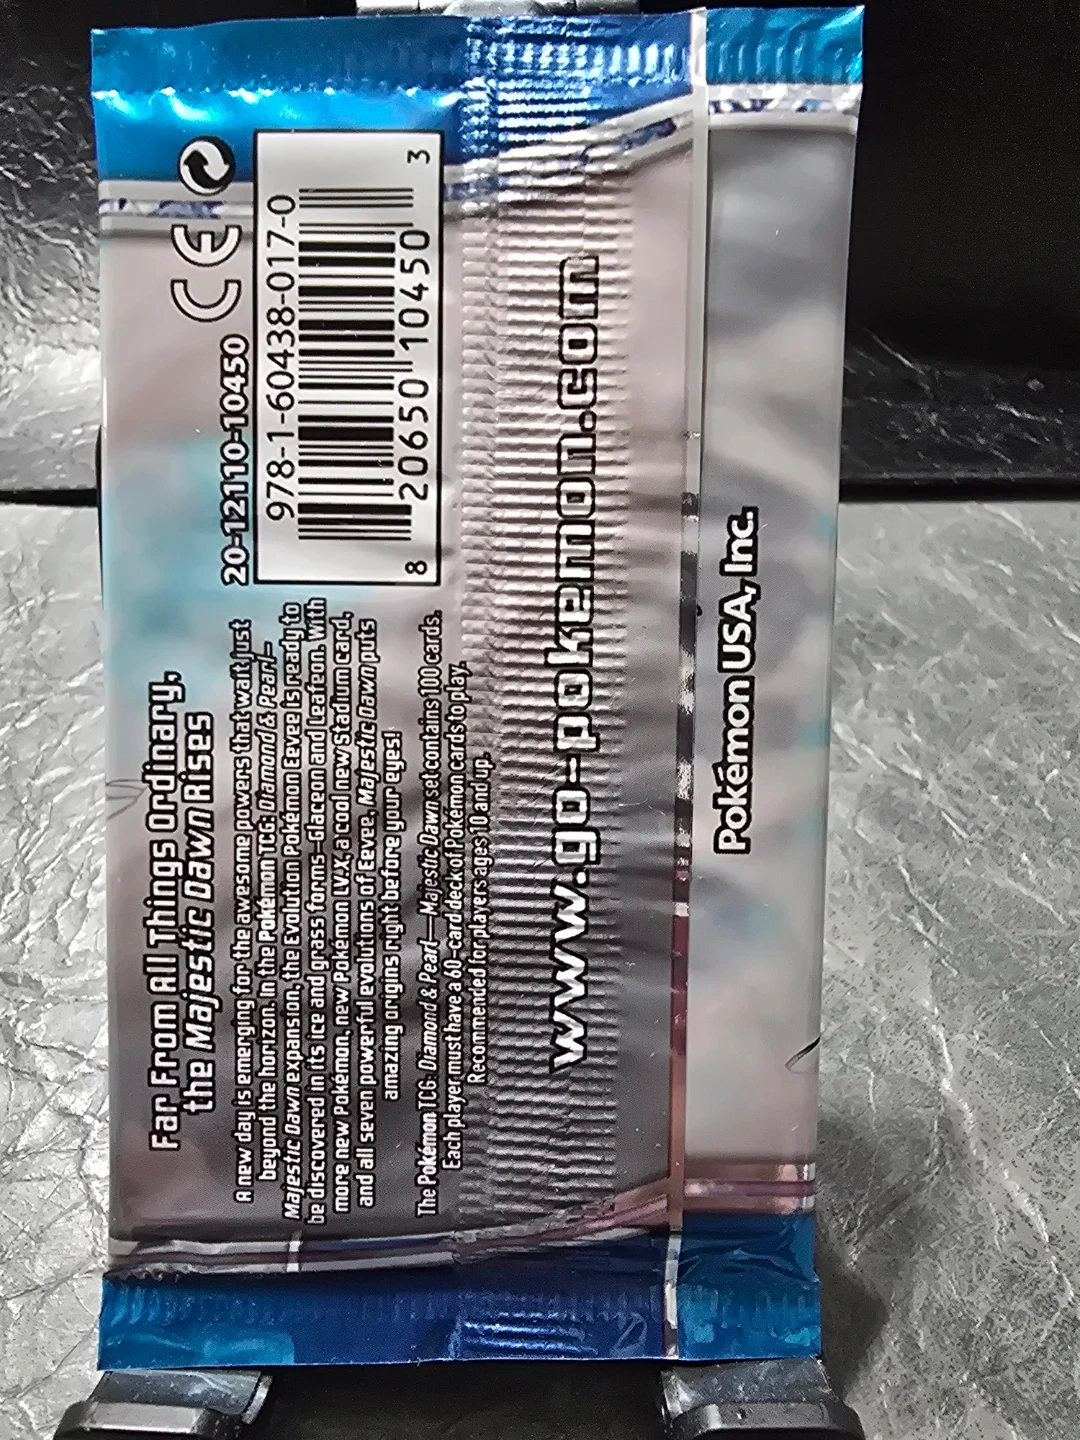 Far From All Things Ordinary,
the Majestic Dawn Rises
A new day is emerging for the awesome powers that wait just
beyond the horizon. In the Pokémon TCG: Diamond & Pearl—
Majestic Dawn expansion, the Evolution Pokémon Eevee is ready to
be discovered in its ice and grass forms—Glaceon and Leafeon. With
more new Pokémon, new Pokémon LV.X, a cool new Stadium card,
and all seven powerful evolutions of Eevee, Majestic Dawn puts
amazing origins right before your eyes!
The Pokémon TCG: Diamond & Pearl—Majestic Dawn set contains 100 cards.
Each player must have a 60-card deck of Pokémon cards to play.
Recommended for players ages 10 and up.
20-12110-10450
CE
978-1-60438-017-0
8 20650 10450 3
www.go-pokemon.com
Pokémon USA, Inc.